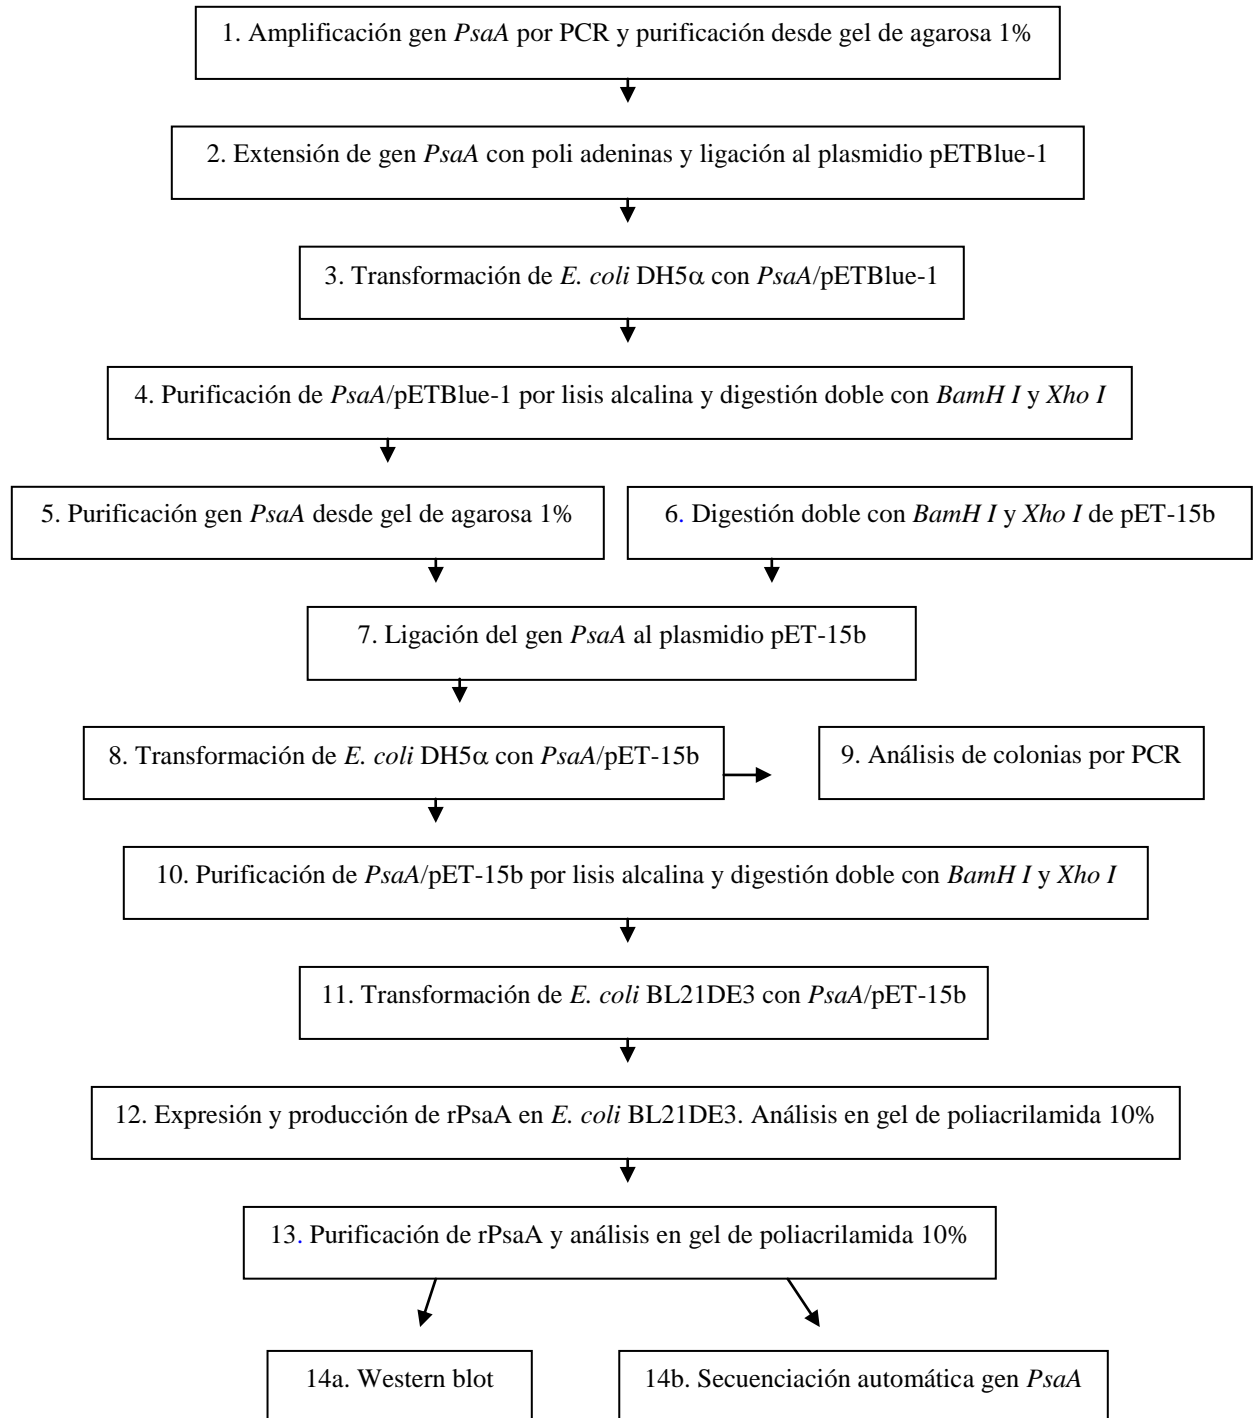 1. Amplificación gen PsaA por PCR y purificación desde gel de agarosa 1%
2. Extensión de gen PsaA con poli adeninas y ligación al plasmidio pETBlue-1
3. Transformación de E. coli DH5α con PsaA/pETBlue-1
4. Purificación de PsaA/pETBlue-1 por lisis alcalina y digestión doble con BamH I y Xho I
5. Purificación gen PsaA desde gel de agarosa 1%
6. Digestión doble con BamH I y Xho I de pET-15b
7. Ligación del gen PsaA al plasmidio pET-15b
8. Transformación de E. coli DH5α con PsaA/pET-15b
9. Análisis de colonias por PCR
10. Purificación de PsaA/pET-15b por lisis alcalina y digestión doble con BamH I y Xho I
11. Transformación de E. coli BL21DE3 con PsaA/pET-15b
12. Expresión y producción de rPsaA en E. coli BL21DE3. Análisis en gel de poliacrilamida 10%
13. Purificación de rPsaA y análisis en gel de poliacrilamida 10%
14a. Western blot
14b. Secuenciación automática gen PsaA